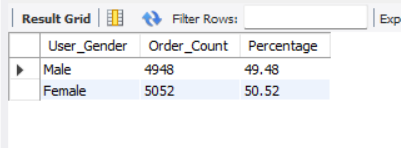 Result Grid Filter Rows: Exp
User_Gender Order_Count Percentage
Male 4948 49.48
Female 5052 50.52